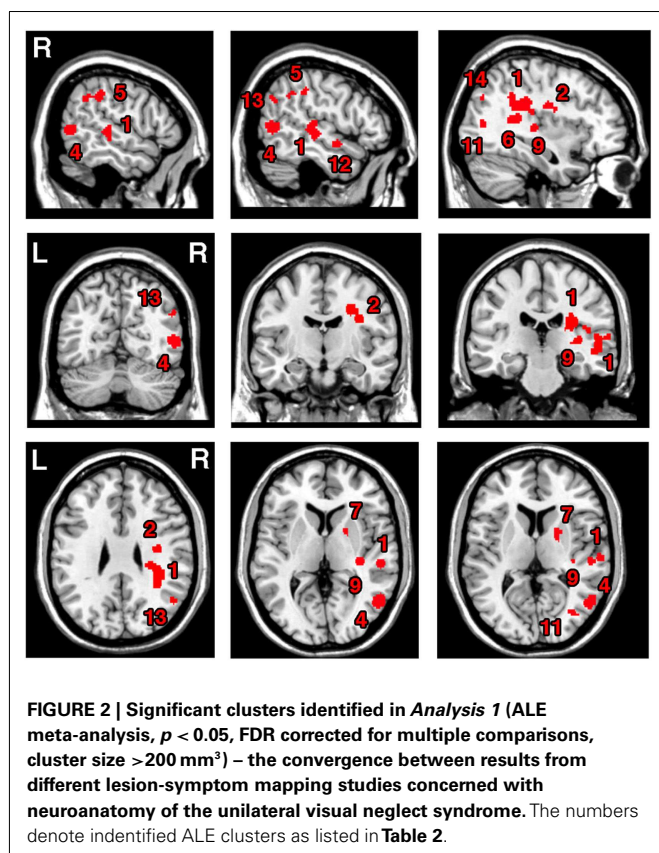 R
5
1
4
5
13
4
1
12
14
1
2
11
6
9
L
R
13
4
2
1
9
1
L
R
2
1
13
7
1
9
4
7
1
9
4
11
FIGURE 2 | Significant clusters identified in Analysis 1 (ALE
meta-analysis, p < 0.05, FDR corrected for multiple comparisons,
cluster size >200 mm³) – the convergence between results from
different lesion-symptom mapping studies concerned with
neuroanatomy of the unilateral visual neglect syndrome. The numbers
denote indentified ALE clusters as listed in Table 2.